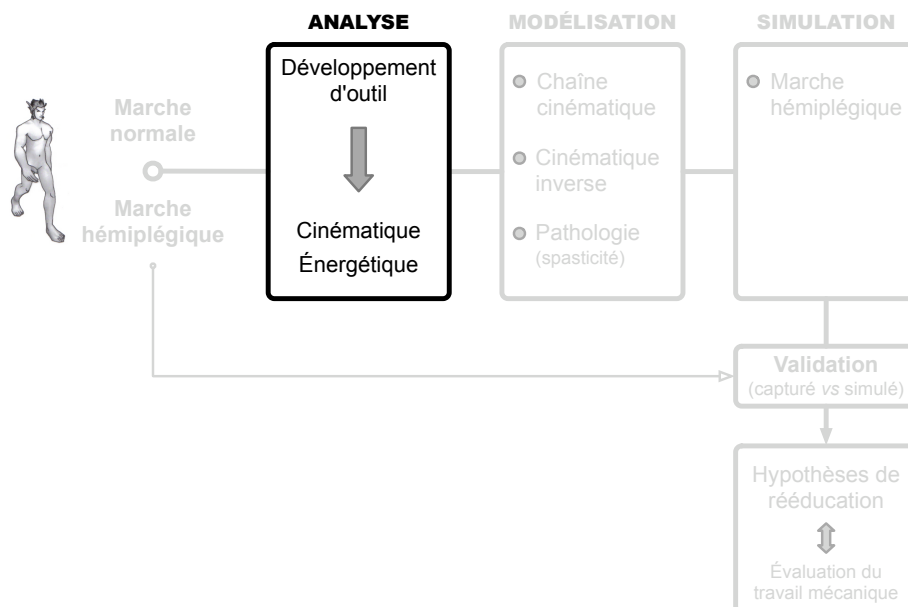 ANALYSE
MODÉLISATION
SIMULATION
Marche
normale
Marche
hémiplégique
Développement
d'outil
Cinématique
Énergétique
Chaîne
cinématique
Cinématique
inverse
Pathologie
(spasticité)
Marche
hémiplégique
Validation
(capturé vs simulé)
Hypothèses de
rééducation
Évaluation du
travail mécanique